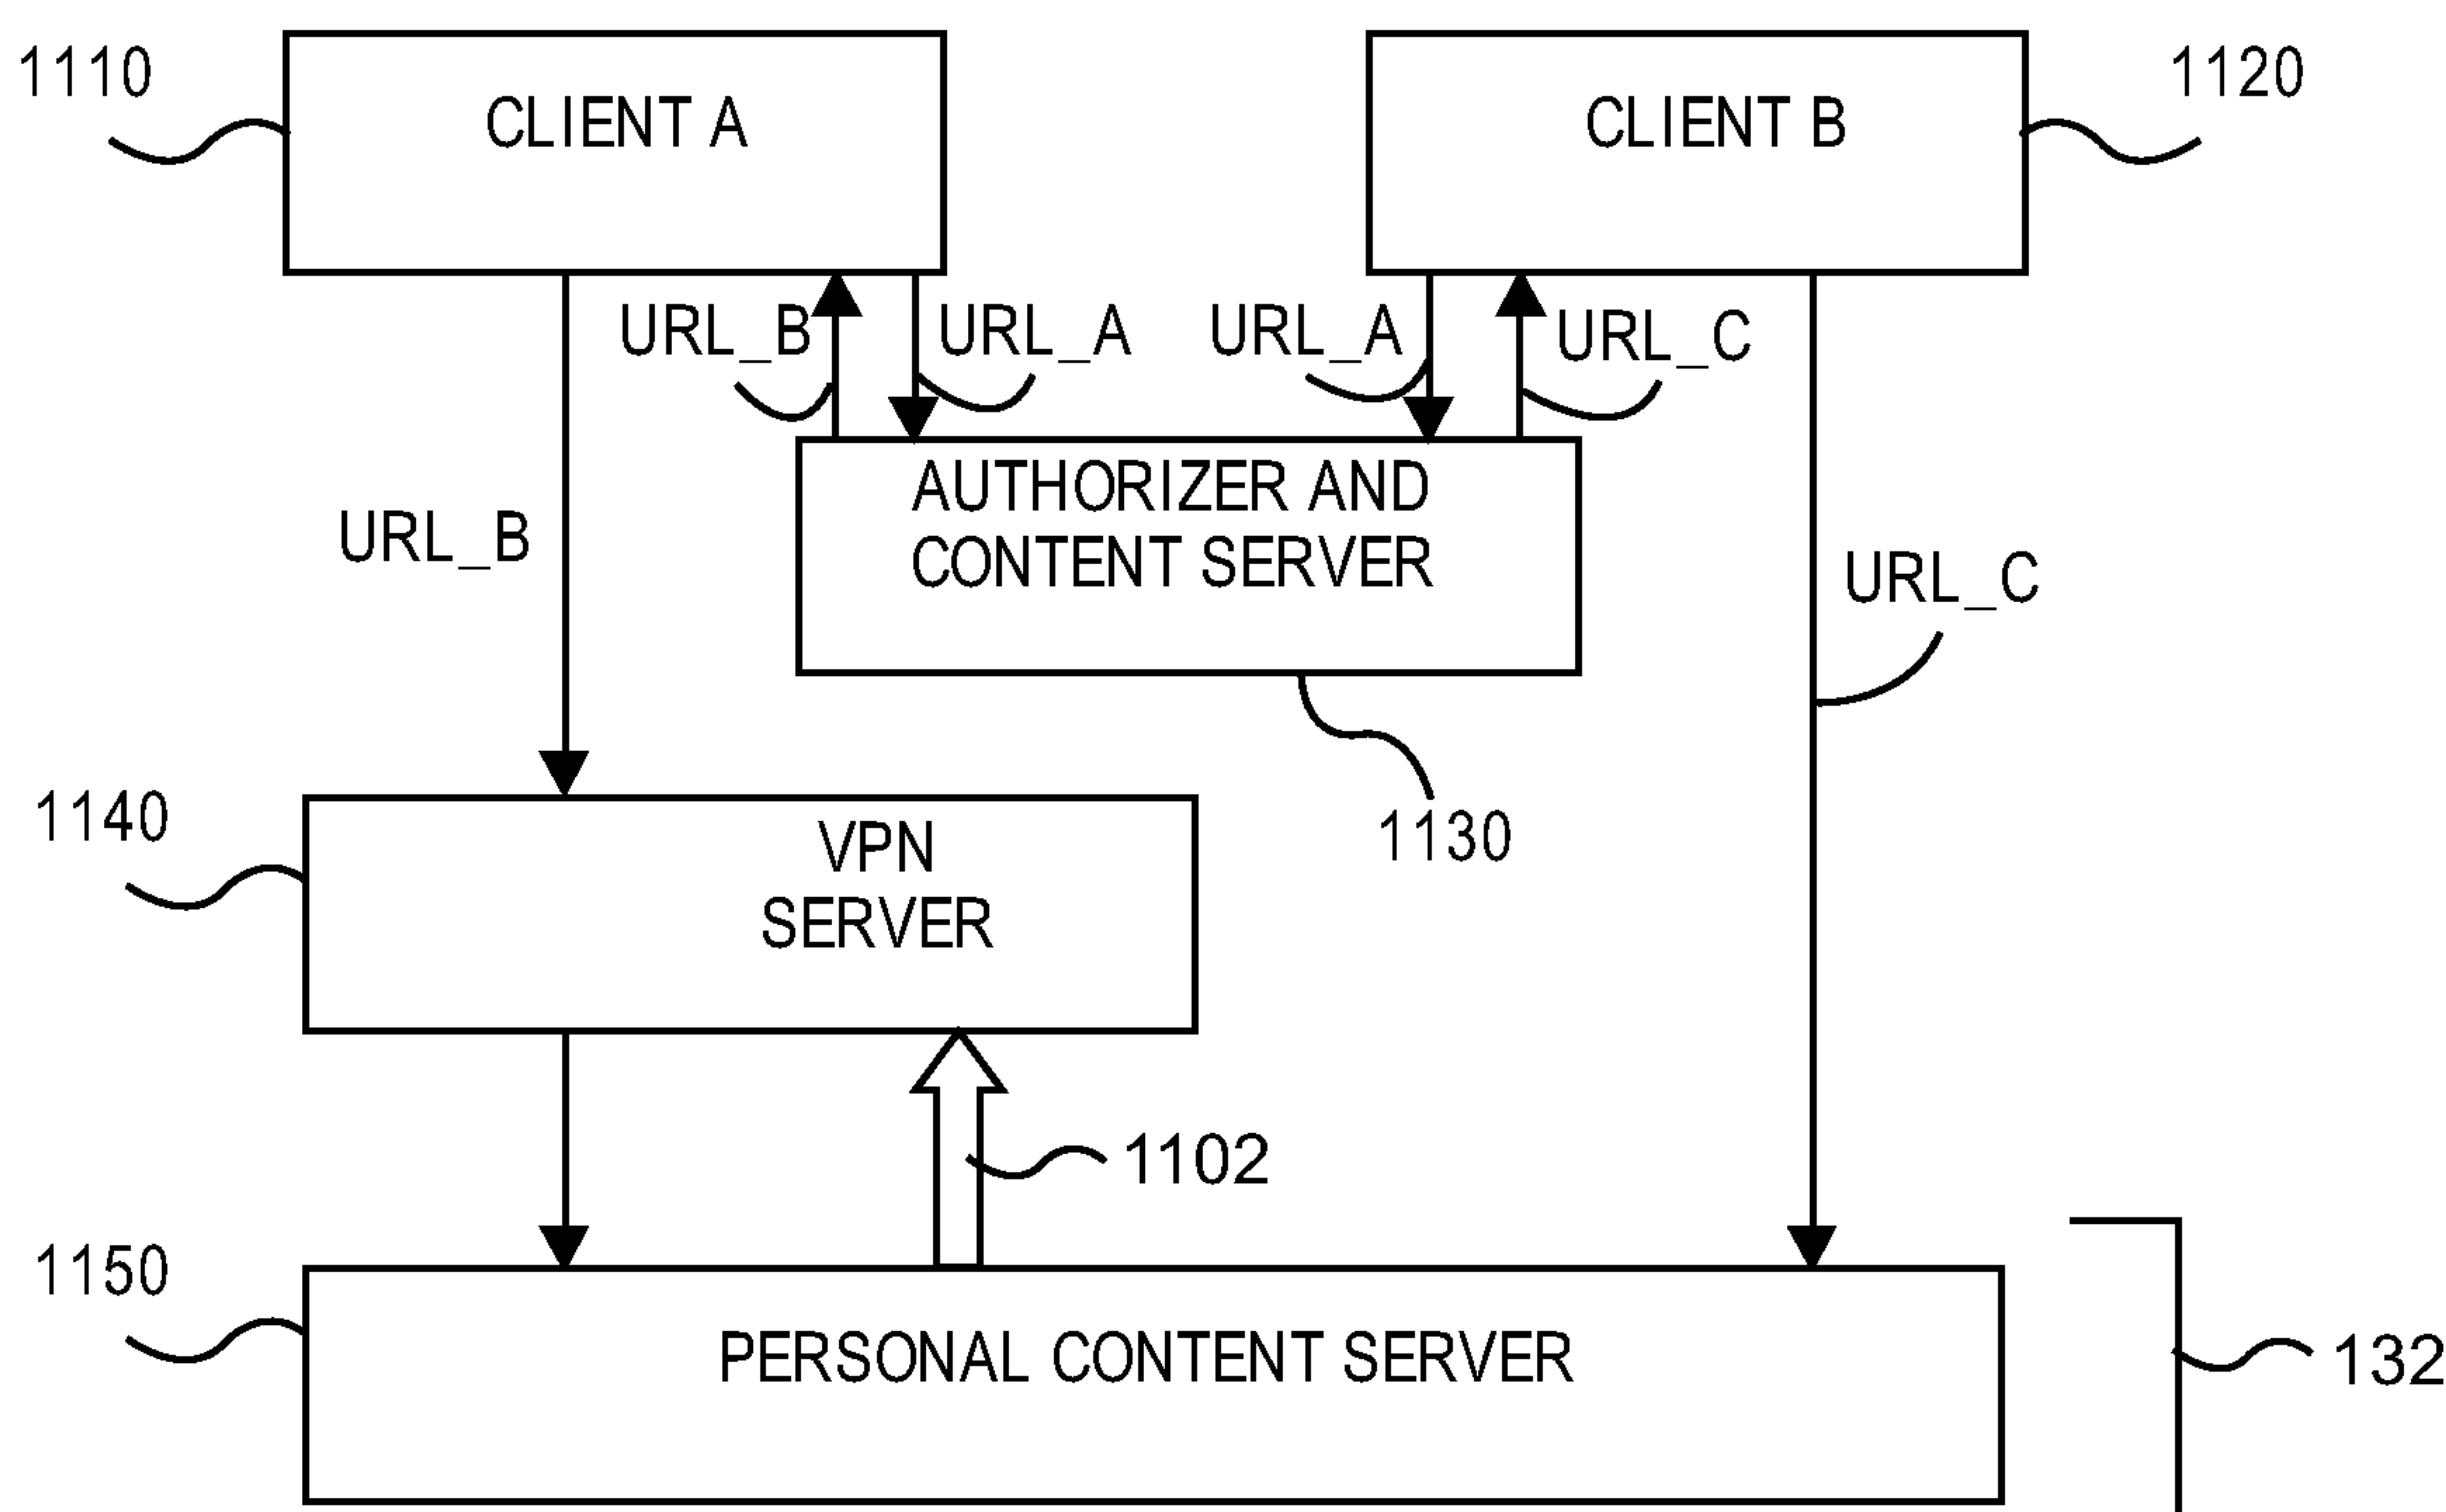 1110
CLIENT A
CLIENT B
1120
URL_B
URL_A
URL_A
URL_C
AUTHORIZER AND
CONTENT SERVER
URL_B
URL_C
1140
VPN
SERVER
1130
1102
1150
PERSONAL CONTENT SERVER
132